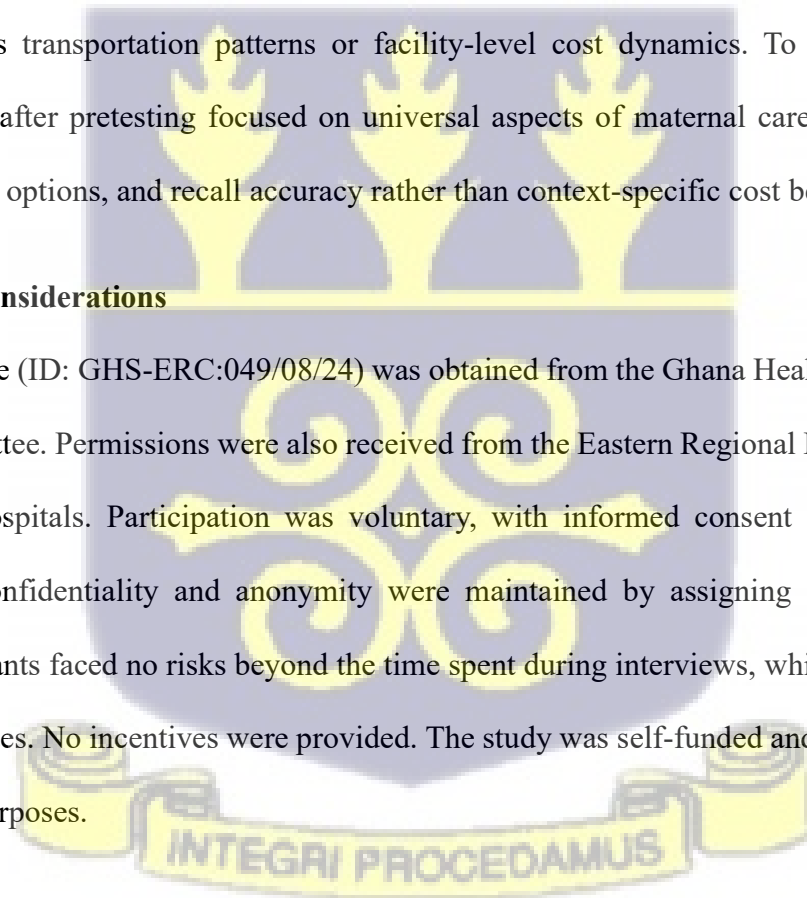 transportation patterns or facility-level cost dynamics. To
after pretesting focused on universal aspects of maternal care
options, and recall accuracy rather than context-specific cost
nsiderations
(ID: GHS-ERC:049/08/24) was obtained from the Ghana Heal
ttee. Permissions were also received from the Eastern Regional
ospitals. Participation was voluntary, with informed consent
onfidentiality and anonymity were maintained by assigning
ants faced no risks beyond the time spent during interviews, whi
es. No incentives were provided. The study was self-funded and
rposes.
INTEGRI PROCEDAMUS